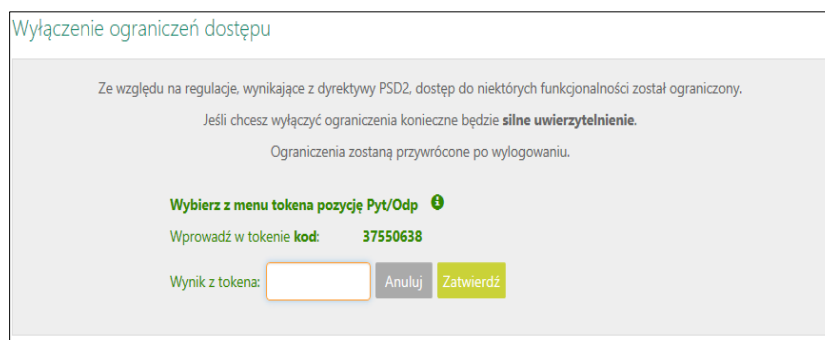 Wyłączenie ograniczeń dostępu
Ze względu na regulacje, wynikające z dyrektywy PSD2, dostęp do niektórych funkcjonalności został ograniczony.
Jeśli chcesz wyłączyć ograniczenia konieczne będzie silne uwierzytelnienie.
Ograniczenia zostaną przywrócone po wylogowaniu.
Wybierz z menu tokena pozycję Pyt/Odp
Wprowadź w tokenie kod: 37550638
Wynik z tokena: Anuluj Zatwierdź